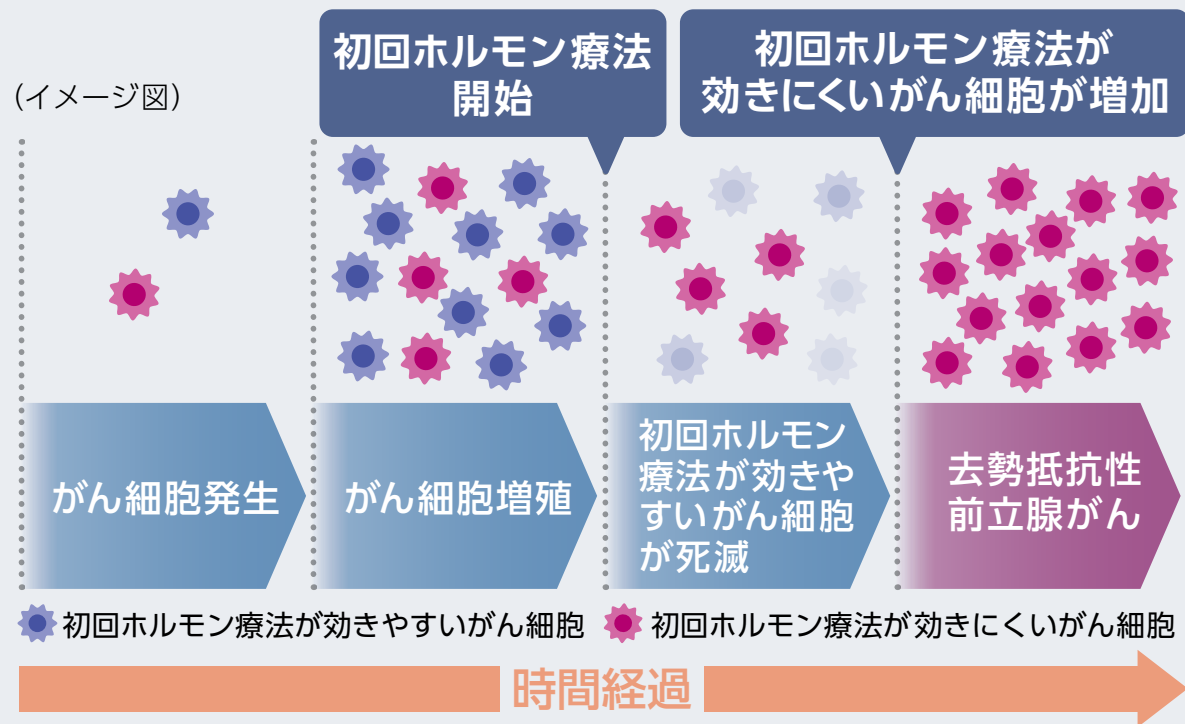 (イメージ図)
初回ホルモン療法
開始
初回ホルモン療法が
効きにくいがん細胞が増加
がん細胞発生
がん細胞増殖
初回ホルモン
療法が効きや
すいがん細胞
が死滅
去勢抵抗性
前立腺がん
初回ホルモン療法が効きやすいがん細胞
初回ホルモン療法が効きにくいがん細胞
時間経過